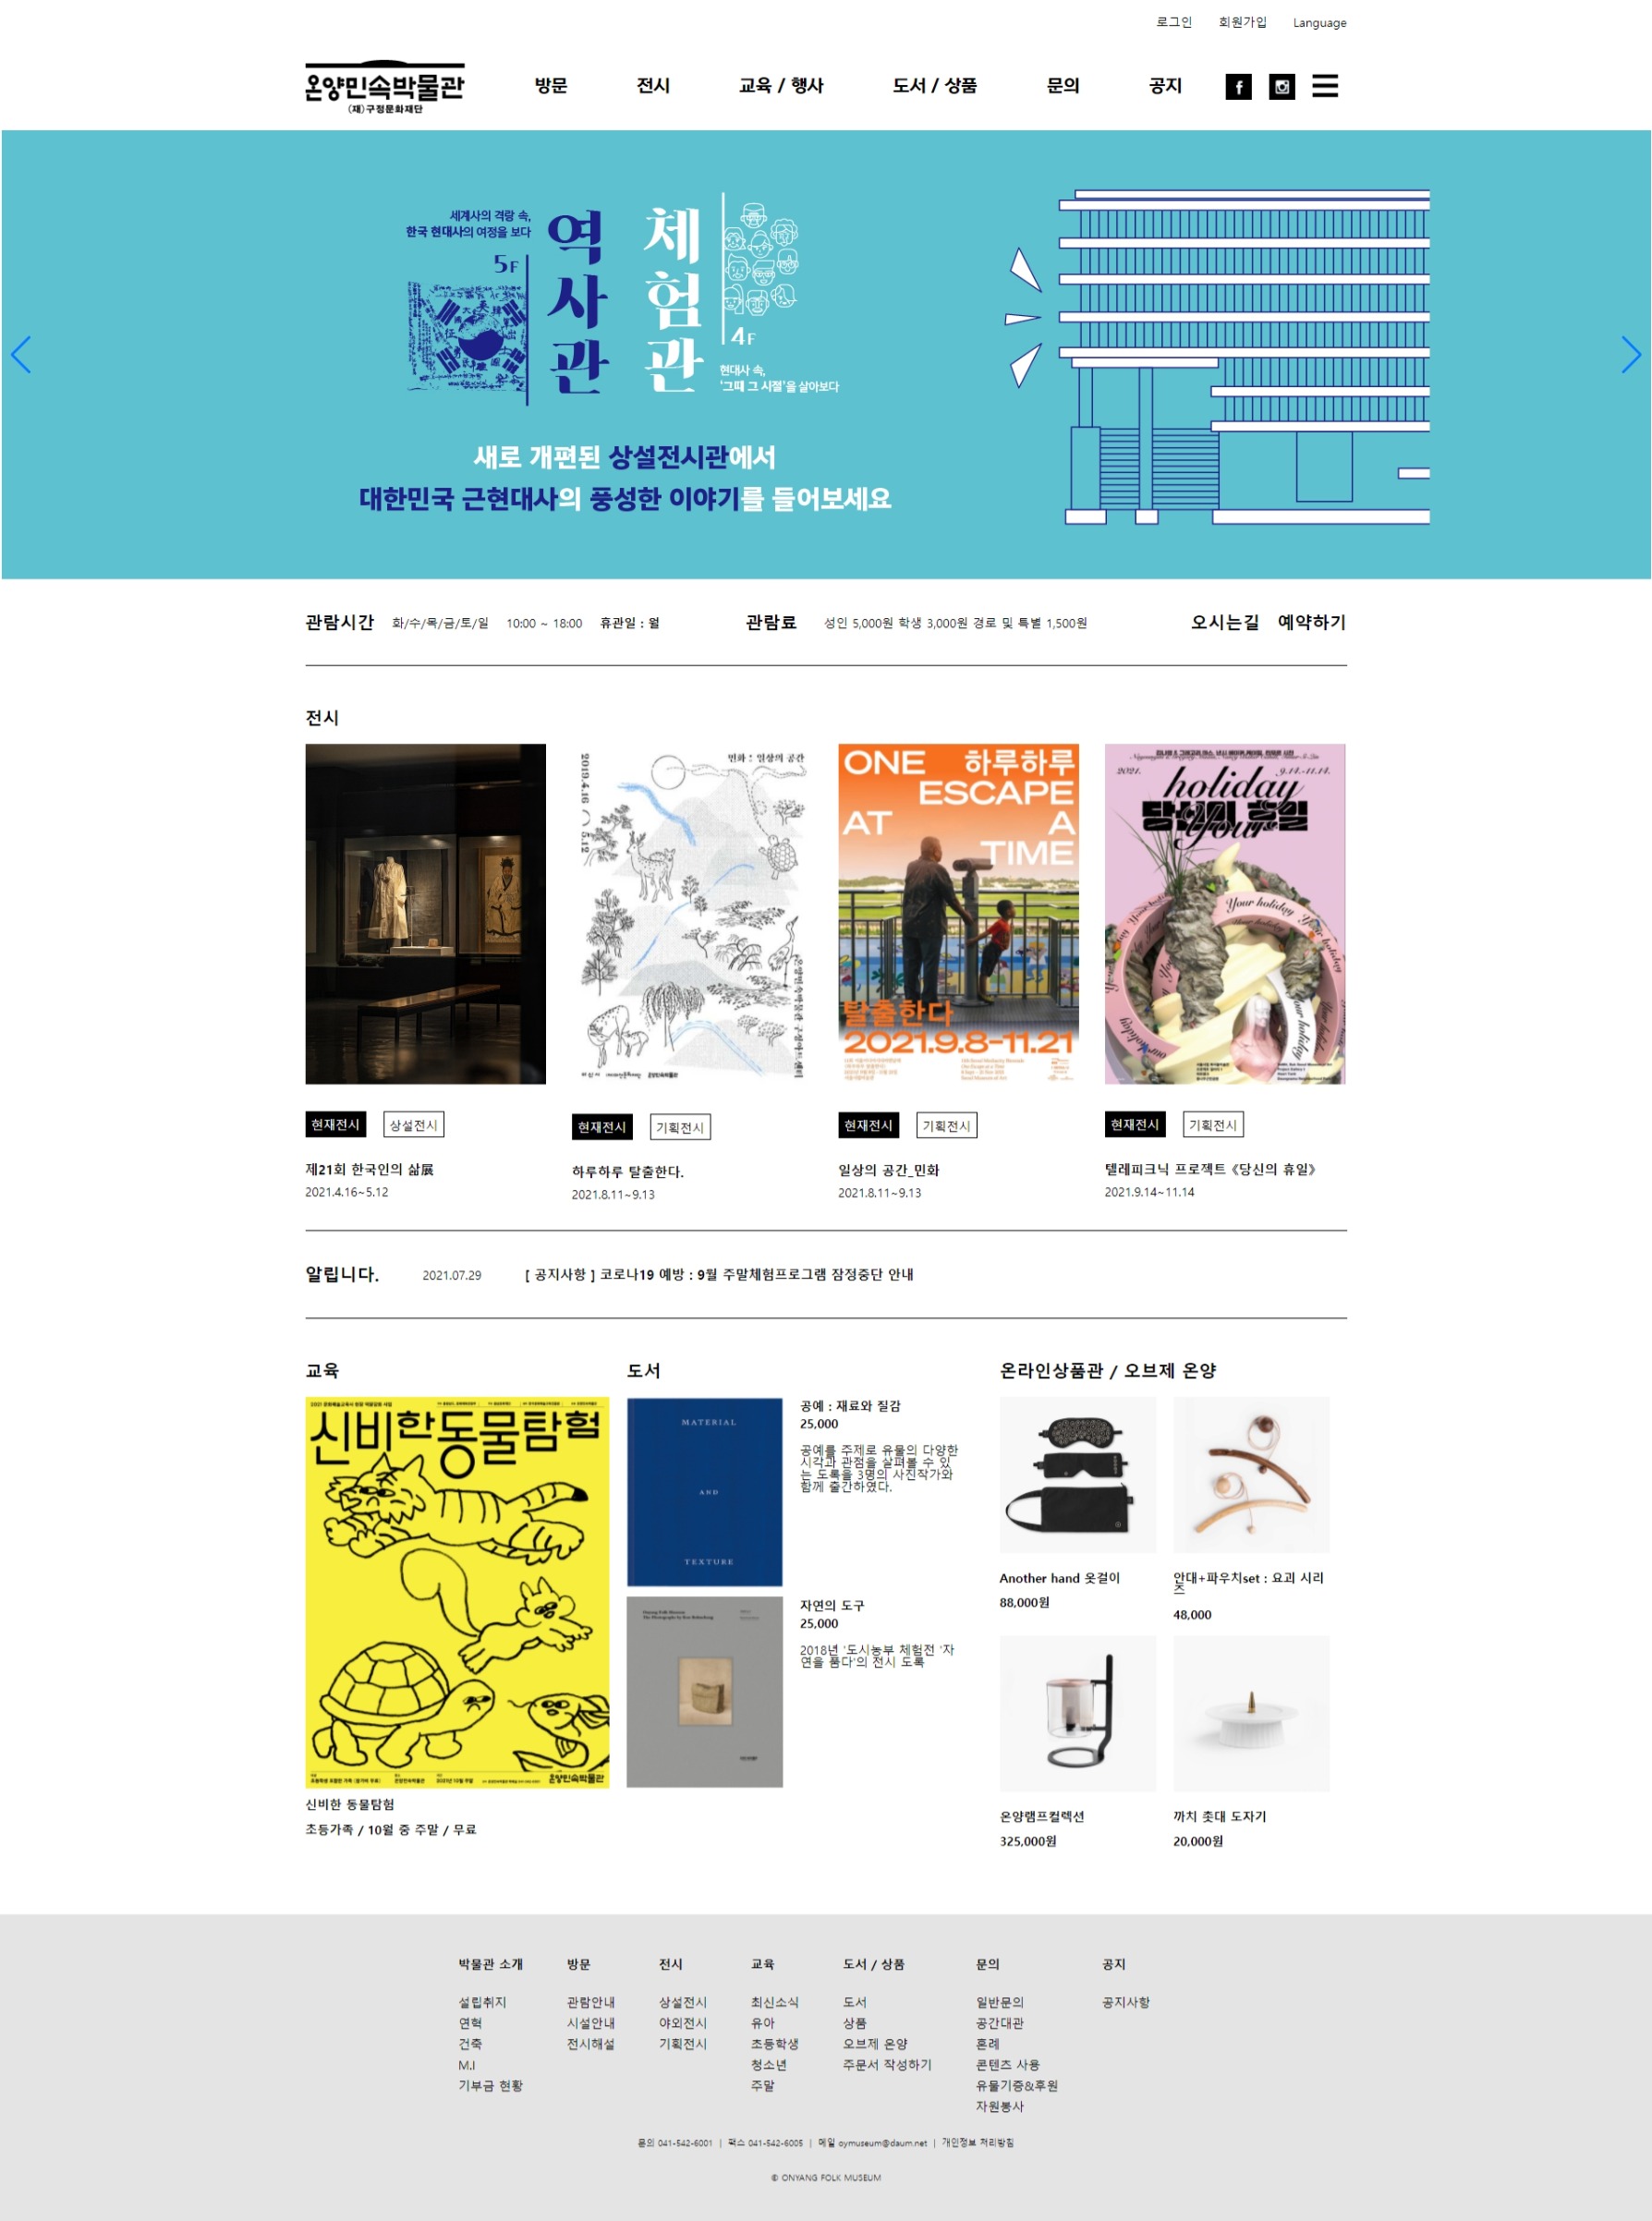 로그인 회원가입 Language
온양민속박물관
(재)구정문화재단
방문 전시 교육 / 행사 도서 / 상품 문의 공지
세계사의 격랑 속,
한국 현대사의 여정을 보다
5F
역사관
체험관
4F
현대사 속,
'그때 그 시절'을 살아보다
새로 개편된 상설전시관에서
대한민국 근현대사의 풍성한 이야기를 들어보세요
관람시간 화/수/목/금/토/일 10:00 ~ 18:00 휴관일 : 월 관람료 성인 5,000원 학생 3,000원 경로 및 특별 1,500원 오시는길 예약하기
전시
민화 : 일상의 공간
2019.4.16 ~ 5.12
온양민속박물관 구정아트센터
온양민속박물관
ONE 하루하루
ESCAPE
AT A
TIME
탈출한다
2021.9.8-11.21
2021. 9.14.-11.14.
holiday
당신의 휴일
Your
Your holiday
현재전시 상설전시
제21회 한국인의 삶展
2021.4.16~5.12
현재전시 기획전시
하루하루 탈출한다.
2021.8.11~9.13
현재전시 기획전시
일상의 공간_민화
2021.8.11~9.13
현재전시 기획전시
텔레피크닉 프로젝트 《당신의 휴일》
2021.9.14~11.14
알립니다. 2021.07.29 [ 공지사항 ] 코로나19 예방 : 9월 주말체험프로그램 잠정중단 안내
교육
신비한동물탐험
온양민속박물관
신비한 동물탐험
초등가족 / 10월 중 주말 / 무료
도서
MATERIAL
AND
TEXTURE
공예 : 재료와 질감
25,000
공예를 주제로 유물의 다양한
시각과 관점을 살펴볼 수 있
는 도록을 3명의 사진작가와
함께 출간하였다.
자연의 도구
25,000
2018년 '도시농부 체험전 '자
연을 품다'의 전시 도록
온라인상품관 / 오브제 온양
Another hand 옷걸이
88,000원
안대+파우치set : 요괴 시리
즈
48,000
온양램프컬렉션
325,000원
까치 촛대 도자기
20,000원
박물관 소개
설립취지
연혁
건축
M.I
기부금 현황
방문
관람안내
시설안내
전시해설
전시
상설전시
야외전시
기획전시
교육
최신소식
유아
초등학생
청소년
주말
도서 / 상품
도서
상품
오브제 온양
주문서 작성하기
문의
일반문의
공간대관
혼례
콘텐츠 사용
유물기증&후원
자원봉사
공지
공지사항
문의 041-542-6001 | 팩스 041-542-6005 | 메일 oymuseum@daum.net | 개인정보 처리방침
© ONYANG FOLK MUSEUM